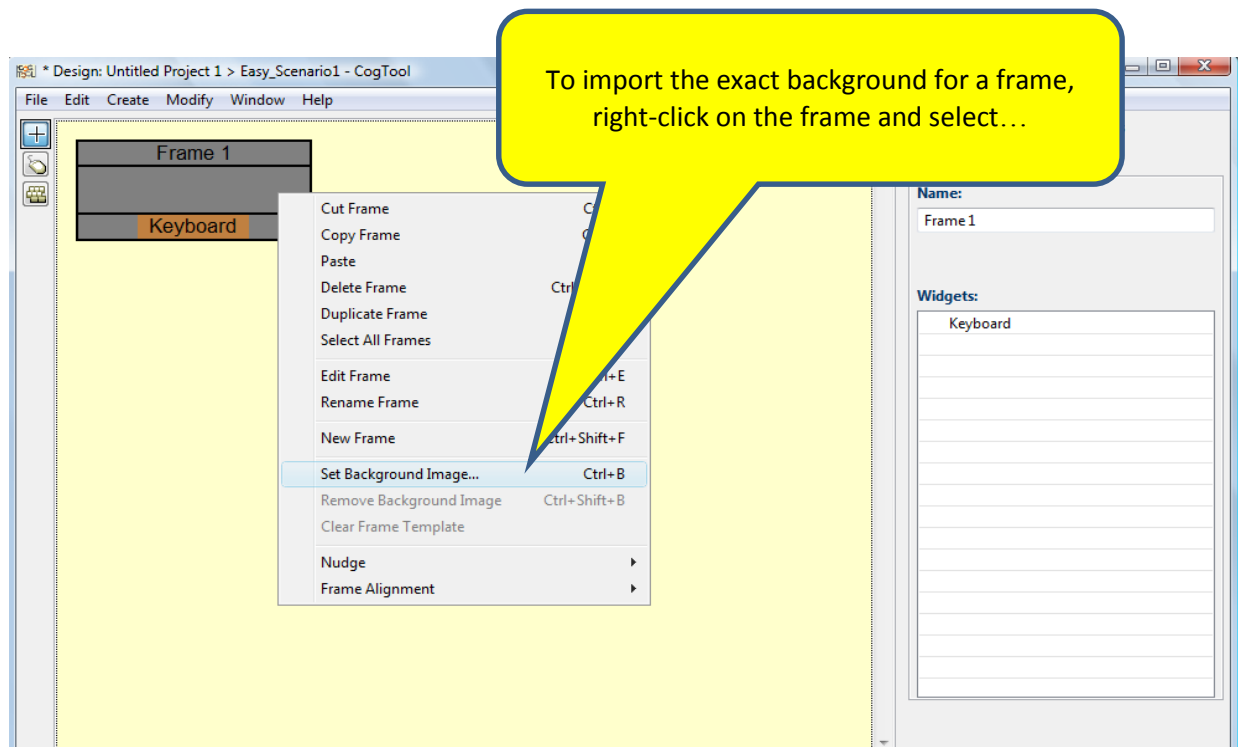 To import the exact background for a frame,
right-click on the frame and select…
* Design: Untitled Project 1 > Easy_Scenario1 - CogTool
File Edit Create Modify Window Help
Frame 1
Keyboard
Cut Frame
Copy Frame
Paste
Delete Frame
Duplicate Frame
Select All Frames
Edit Frame
Rename Frame Ctrl+R
New Frame Ctrl+Shift+F
Set Background Image... Ctrl+B
Remove Background Image Ctrl+Shift+B
Clear Frame Template
Nudge
Frame Alignment
Name:
Frame 1
Widgets:
Keyboard